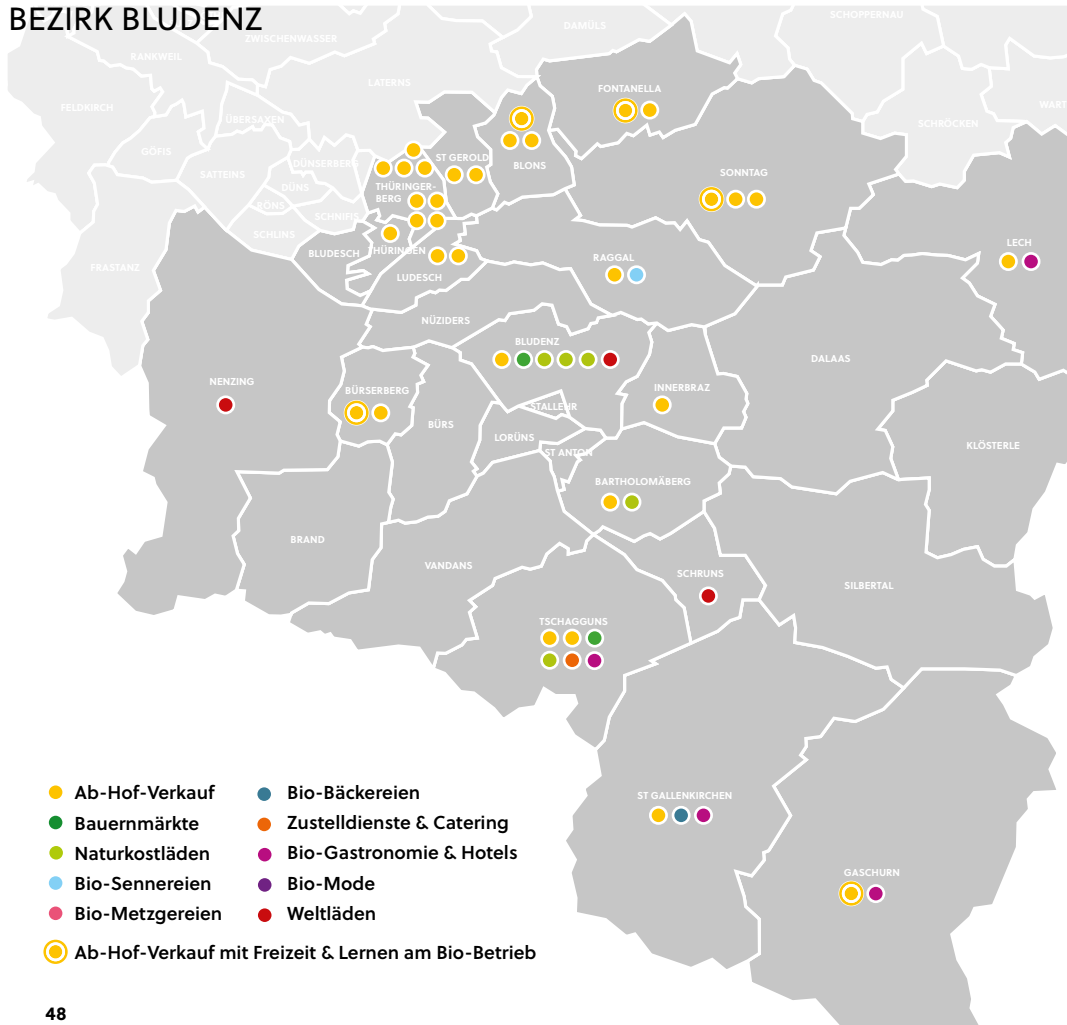 BEZIRK BLUDENZ
SCHOPPERNAU
DAMÜLS
ZWISCHENWASSER
RANKWEIL
LATERNS
FONTANELLA
FELDKIRCH
WART
ÜBERSAXEN
SCHRÖCKEN
GÖFIS
ST GEROLD
DÜNSERBERG
BLONS
SATTEINS
SONNTAG
DÜNS
THÜRINGER-
BERG
RÖNS
SCHNIFIS
SCHLINS
LECH
BLUDESCH
THÜRINGEN
RAGGAL
FRASTANZ
LUDESCH
NÜZIDERS
BLUDENZ
DALAAS
NENZING
BÜRSERBERG
INNERBRAZ
STALLEHR
BÜRS
LORÜNS
KLÖSTERLE
ST ANTON
BARTHOLOMÄBERG
BRAND
VANDANS
SCHRUNS
SILBERTAL
TSCHAGGUNS
ST GALLENKIRCHEN
GASCHURN
Ab-Hof-Verkauf
Bauernmärkte
Naturkostläden
Bio-Sennereien
Bio-Metzgereien
Bio-Bäckereien
Zustelldienste & Catering
Bio-Gastronomie & Hotels
Bio-Mode
Weltläden
Ab-Hof-Verkauf mit Freizeit & Lernen am Bio-Betrieb
48